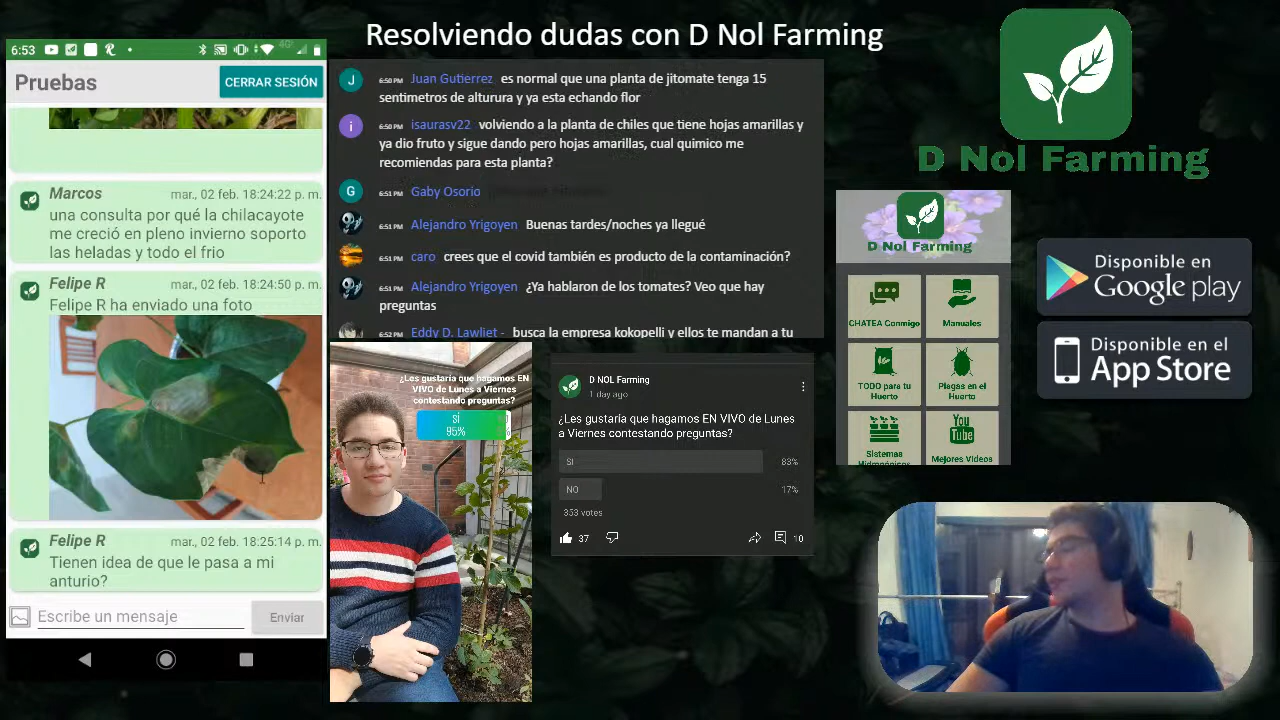 Resolviendo dudas con D Nol Farming
6:53
Pruebas
CERRAR SESIÓN
Marcos
mar., 02 feb. 18:24:22 p. m.
una consulta por qué la chilacayote
me creció en pleno invierno soporto
las heladas y todo el frio
Felipe R
mar., 02 feb. 18:24:50 p. m.
Felipe R ha enviado una foto
Felipe R
mar., 02 feb. 18:25:14 p. m.
Tienen idea de que le pasa a mi
anturio?
Escribe un mensaje
Enviar
J
6:50 PM Juan Gutierrez es normal que una planta de jitomate tenga 15
sentimetros de alturura y ya esta echando flor
i
6:50 PM isaurasv22 volviendo a la planta de chiles que tiene hojas amarillas y
ya dio fruto y sigue dando pero hojas amarillas, cual quimico me
recomiendas para esta planta?
G
6:51 PM Gaby Osorio
6:51 PM Alejandro Yrigoyen Buenas tardes/noches ya llegué
6:51 PM caro crees que el covid también es producto de la contaminación?
6:51 PM Alejandro Yrigoyen ¿Ya hablaron de los tomates? Veo que hay
preguntas
6:52 PM Eddy D. Lawliet - busca la empresa kokopelli y ellos te mandan a tu
¿Les gustaría que hagamos EN
VIVO de Lunes a Viernes
contestando preguntas?
SÍ
95%
D NOL Farming
1 day ago
¿Les gustaría que hagamos EN VIVO de Lunes
a Viernes contestando preguntas?
SI
83%
NO
17%
353 votes
37
10
D Nol Farming
D Nol Farming
CHATEA Conmigo
Manuales
TODO para tu
Huerto
Plagas en el
Huerto
Sistemas
You
Tube
Mejores Videos
Disponible en
Google play
Disponible en el
App Store